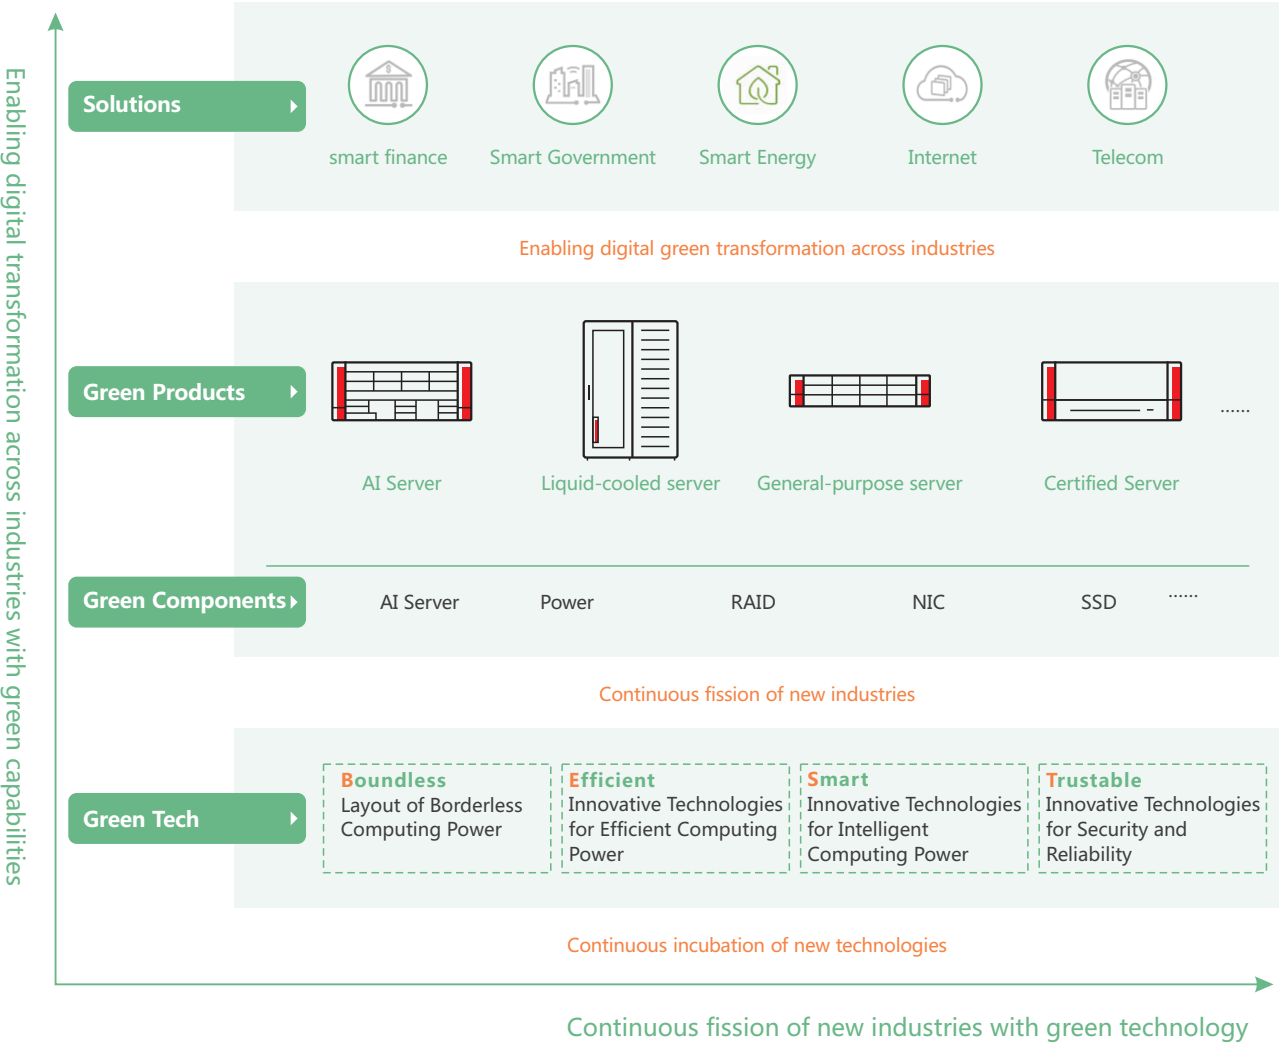 Enabling digital transformation across industries with green capabilities
Solutions
smart finance
Smart Government
Smart Energy
Internet
Telecom
Enabling digital green transformation across industries
Green Products
......
AI Server
Liquid-cooled server
General-purpose server
Certified Server
Green Components
AI Server
Power
RAID
NIC
SSD
......
Continuous fission of new industries
Green Tech
Boundless
Layout of Borderless
Computing Power
Efficient
Innovative Technologies
for Efficient Computing
Power
Smart
Innovative Technologies
for Intelligent
Computing Power
Trustable
Innovative Technologies
for Security and
Reliability
Continuous incubation of new technologies
Continuous fission of new industries with green technology